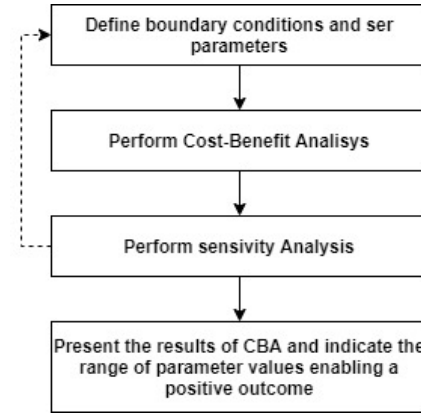 Define boundary conditions and ser
parameters
Perform Cost-Benefit Analisys
Perform sensivity Analysis
Present the results of CBA and indicate the
range of parameter values enabling a
positive outcome